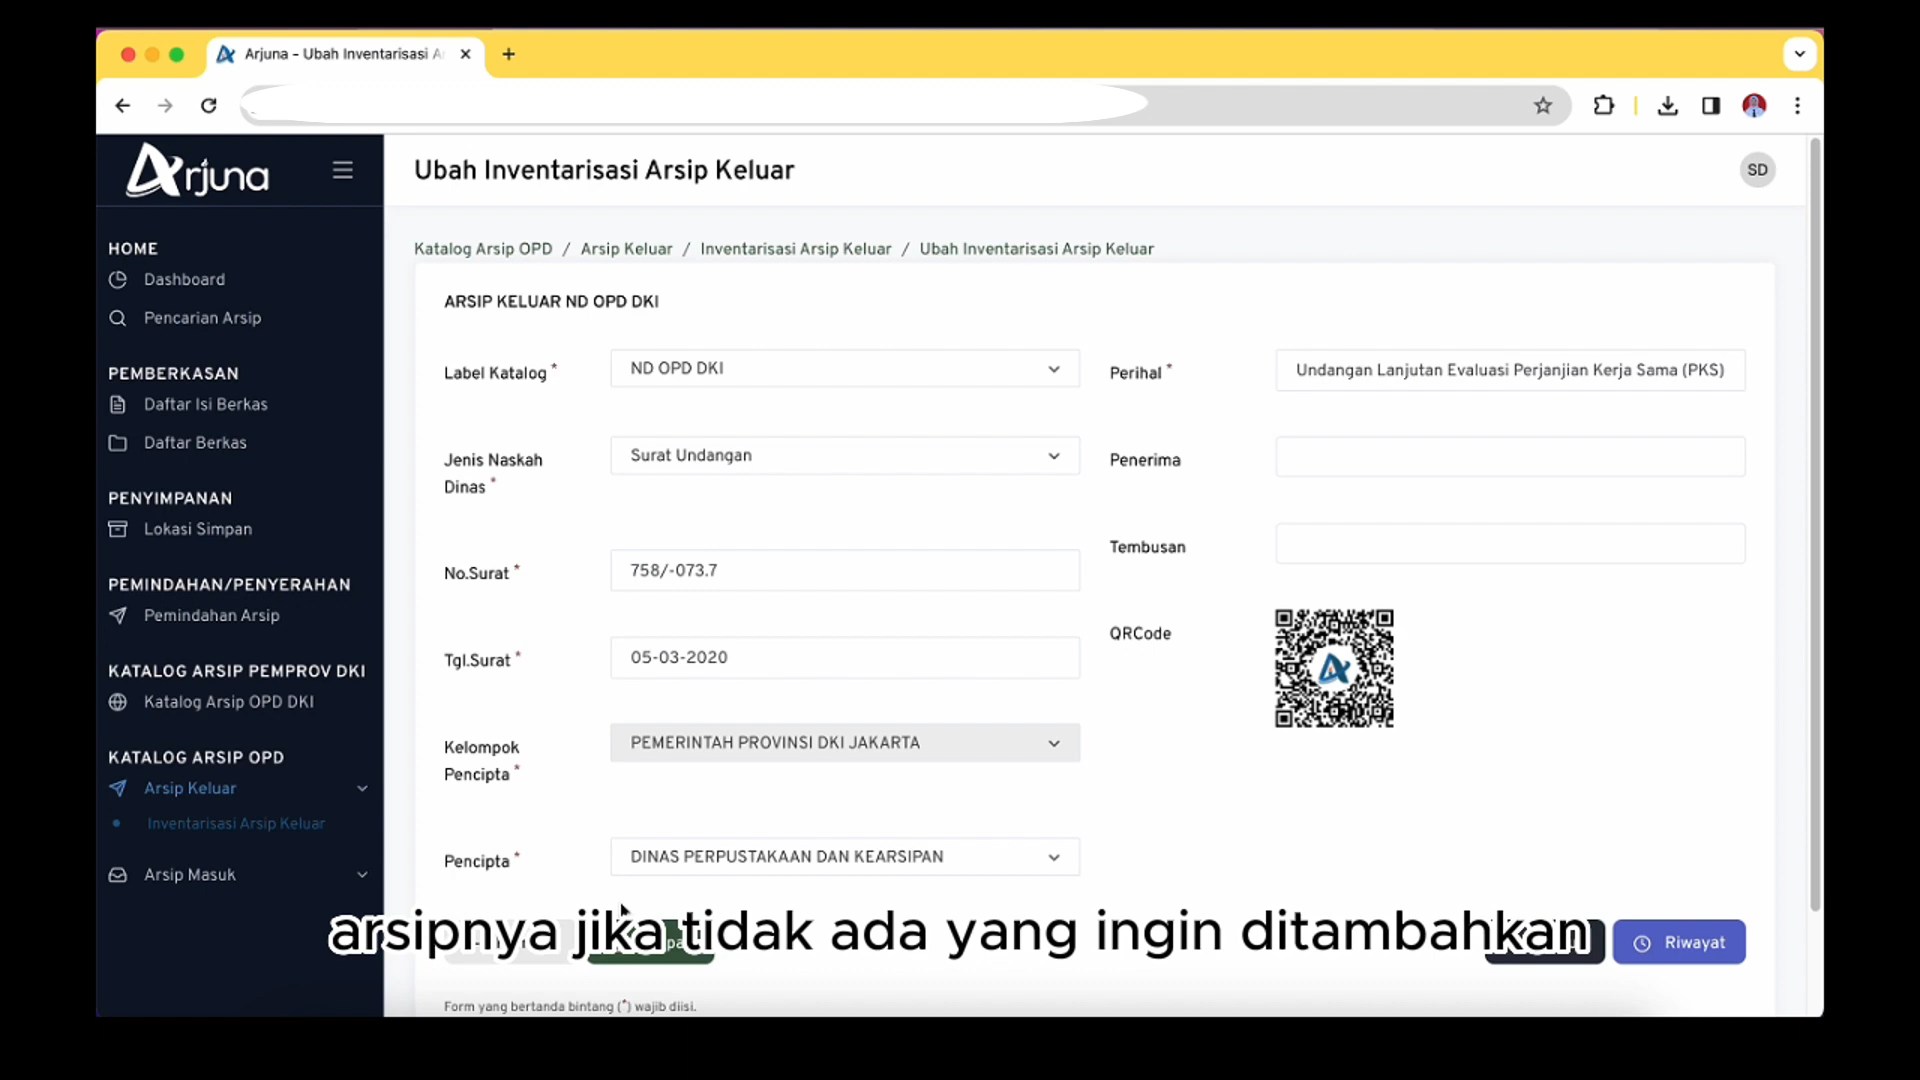 Arjuna - Ubah Inventarisasi A
Arjuna
Ubah Inventarisasi Arsip Keluar
SD
HOME
Dashboard
Pencarian Arsip
PEMBERKASAN
Daftar Isi Berkas
Daftar Berkas
PENYIMPANAN
Lokasi Simpan
PEMINDAHAN/PENYERAHAN
Pemindahan Arsip
KATALOG ARSIP PEMPROV DKI
Katalog Arsip OPD DKI
KATALOG ARSIP OPD
Arsip Keluar
Inventarisasi Arsip Keluar
Arsip Masuk
Katalog Arsip OPD / Arsip Keluar / Inventarisasi Arsip Keluar / Ubah Inventarisasi Arsip Keluar
ARSIP KELUAR ND OPD DKI
Label Katalog *
ND OPD DKI
Jenis Naskah
Dinas *
Surat Undangan
No.Surat *
758/-073.7
Tgl.Surat *
05-03-2020
Kelompok
Pencipta *
PEMERINTAH PROVINSI DKI JAKARTA
Pencipta *
DINAS PERPUSTAKAAN DAN KEARSIPAN
Perihal *
Undangan Lanjutan Evaluasi Perjanjian Kerja Sama (PKS)
Penerima
Tembusan
QRCode
arsipnya jika tidak ada yang ingin ditambahkan
Riwayat
Form yang bertanda bintang (*) wajib diisi.